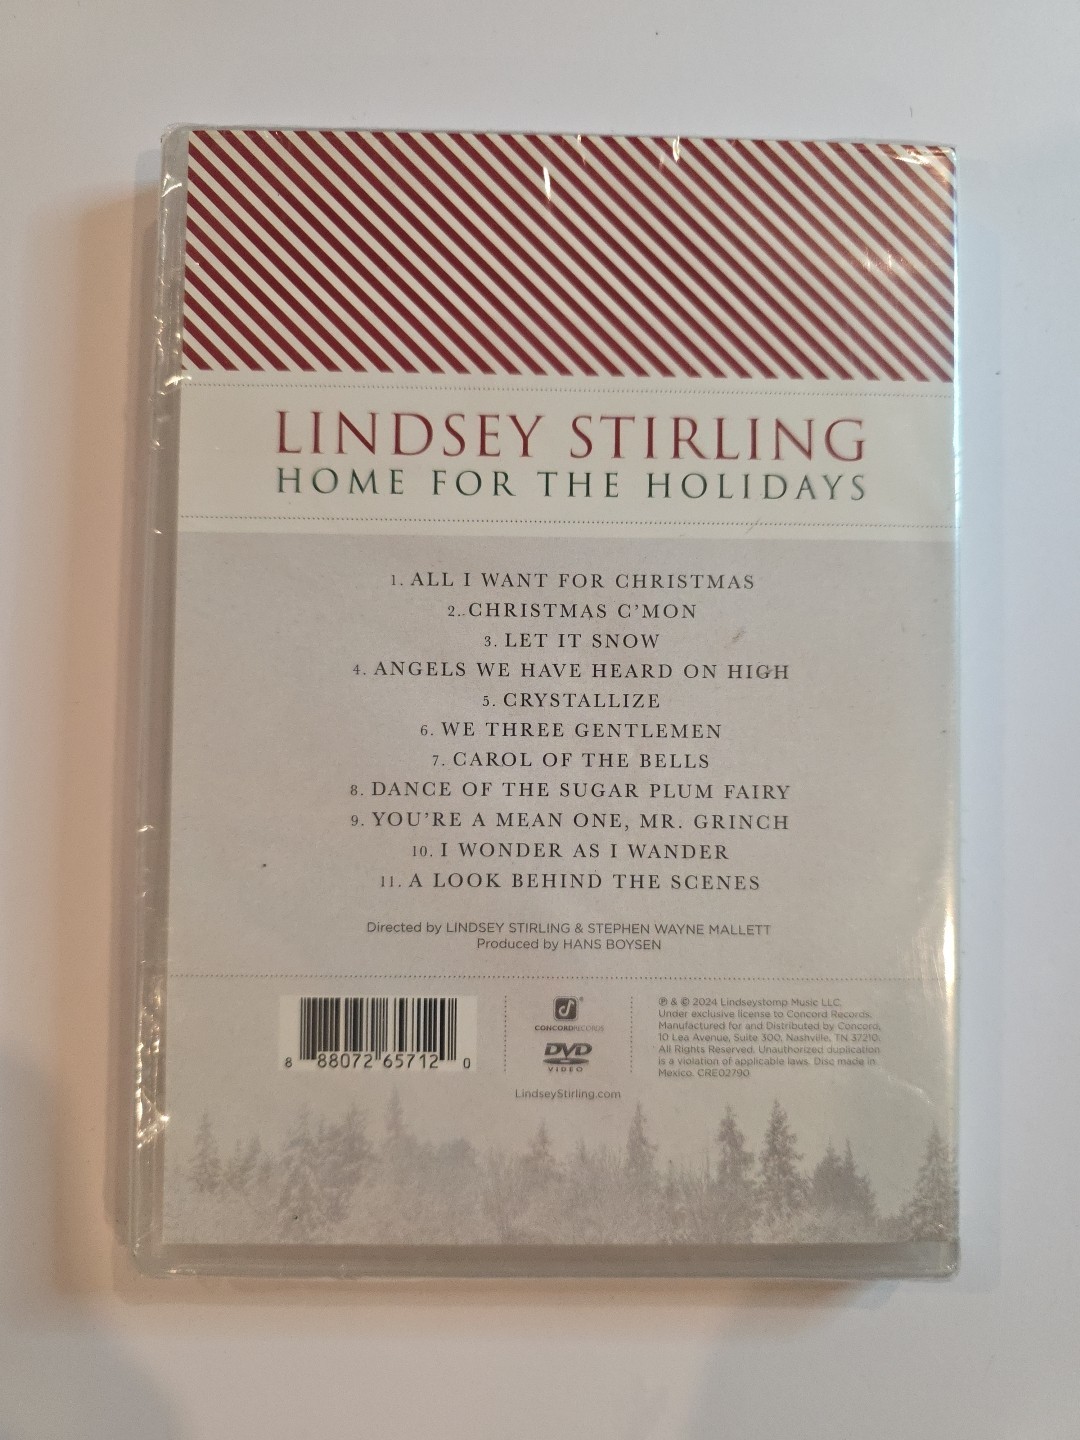 LINDSEY STIRLING
HOME FOR THE HOLIDAYS
1. ALL I WANT FOR CHRISTMAS
2. CHRISTMAS C'MON
3. LET IT SNOW
4. ANGELS WE HAVE HEARD ON HIGH
5. CRYSTALLIZE
6. WE THREE GENTLEMEN
7. CAROL OF THE BELLS
8. DANCE OF THE SUGAR PLUM FAIRY
9. YOU'RE A MEAN ONE, MR. GRINCH
10. I WONDER AS I WANDER
11. A LOOK BEHIND THE SCENES
Directed by LINDSEY STIRLING & STEPHEN WAYNE MALLETT
Produced by HANS BOYSEN
8 88072 65712 0
CONCORD RECORDS
DVD
VIDEO
℗ & © 2024 Lindseystomp Music LLC,
Under exclusive license to Concord Records.
Manufactured for and Distributed by Concord,
10 Lea Avenue, Suite 300, Nashville, TN 37210.
All Rights Reserved. Unauthorized duplication
is a violation of applicable laws. Disc made in
Mexico. CRE02790
LindseyStirling.com